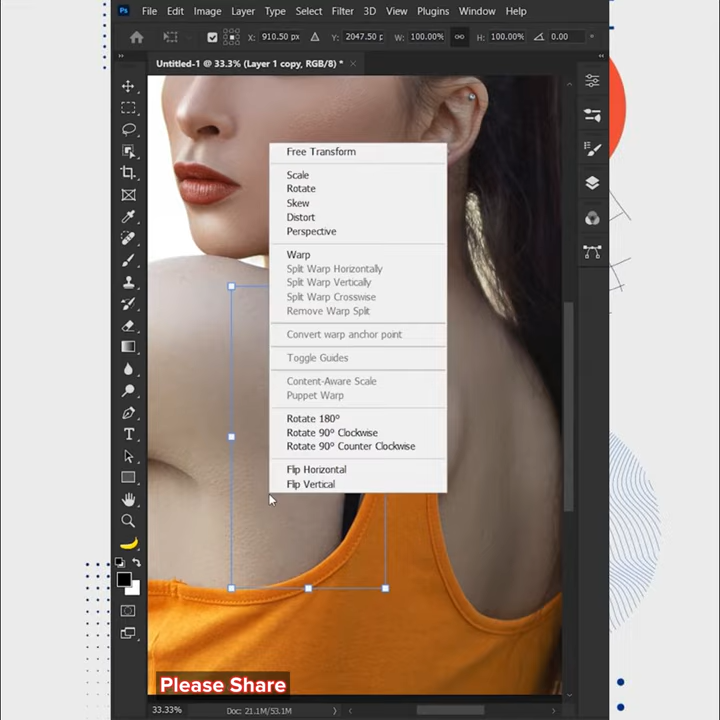 Ps File Edit Image Layer Type Select Filter 3D View Plugins Window Help
X: 910.50 px Y: 2047.50 p W: 100.00% H: 100.00% 0.00 °
Untitled-1 @ 33.3% (Layer 1 copy, RGB/8) * ×
Free Transform
Scale
Rotate
Skew
Distort
Perspective
Warp
Split Warp Horizontally
Split Warp Vertically
Split Warp Crosswise
Remove Warp Split
Convert warp anchor point
Toggle Guides
Content-Aware Scale
Puppet Warp
Rotate 180°
Rotate 90° Clockwise
Rotate 90° Counter Clockwise
Flip Horizontal
Flip Vertical
Please Share
33.33% Doc: 21.1M/53.1M